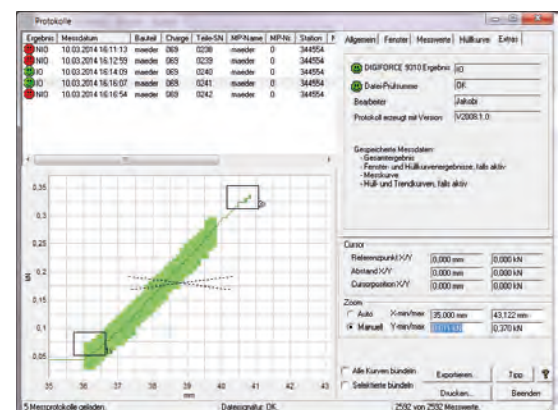 Protokolle
Ergebnis Messdatum Bauteil Charge Teile-SN MP-Name MP-Nr. Station
NIO 10.03.2014 16:11:13 maeder 069 0238 maeder 0 344554
NIO 10.03.2014 16:12:59 maeder 069 0239 maeder 0 344554
IO 10.03.2014 16:14:09 maeder 069 0240 maeder 0 344554
IO 10.03.2014 16:16:07 maeder 069 0241 maeder 0 344554
NIO 10.03.2014 16:16:54 maeder 069 0242 maeder 0 344554
Allgemein Fenster Messwerte Hüllkurve Extras
DIGIFORCE 9010 Ergebnis IO
Datei-Prüfsumme OK
Bearbeiter Jakobi
Protokoll erzeugt mit Version V2008.1.0
Gespeicherte Messdaten:
- Gesamtergebnis
- Fenster- und Hüllkurvenergebnisse, falls aktiv
- Messkurve
- Hüll- und Trendkurven, falls aktiv
0,35
0,3
0,25
0,2
0,15
0,1
0,05
kN
35 36 37 38 39 40 41 42 43
mm
Cursor
Referenzpunkt X/Y 0,000 mm 0,000 kN
Abstand X/Y 0,000 mm 0,000 kN
Cursorposition X/Y 0,000 mm 0,000 kN
Zoom
Auto X-min/max 35,000 mm 43,122 mm
Manuell Y-min/max 0,370 kN
Alle Kurven bündeln Exportieren... Tipp ?
Selektierte bündeln Drucken... Beenden
5 Messprotokolle geladen. Dateisignatur: OK 2592 von 2592 Messwerte